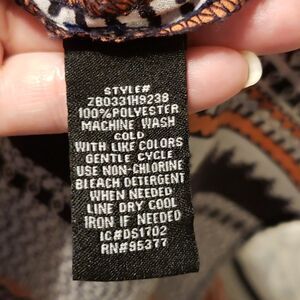 STYLE#
ZB0331H9238
100%POLYESTER
MACHINE WASH
COLD
WITH LIKE COLORS
GENTLE CYCLE
USE NON-CHLORINE
BLEACH DETERGENT
WHEN NEEDED
LINE DRY COOL
IRON IF NEEDED
IC#DS1702
RN#95377